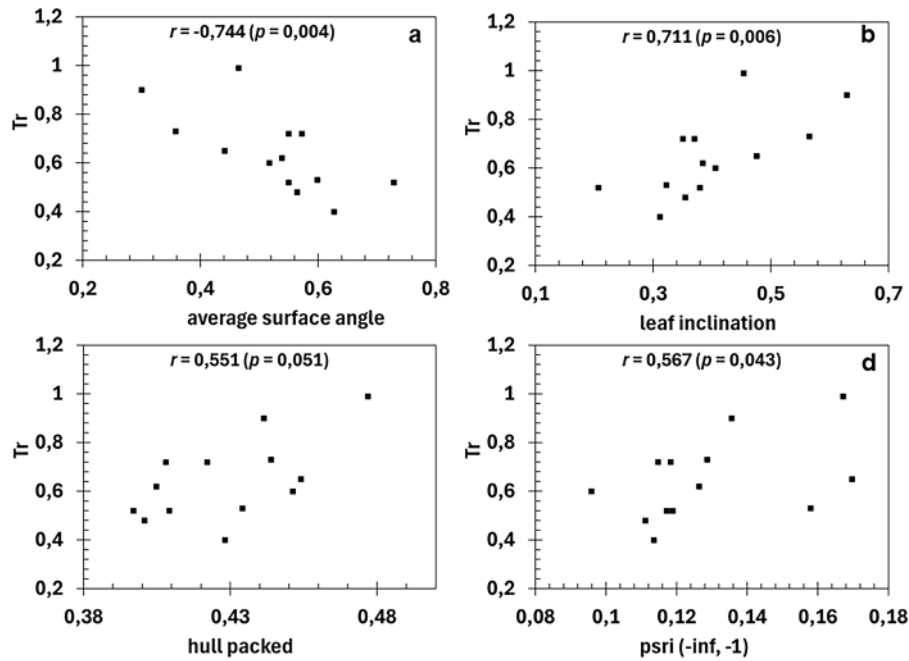 r = -0,744 (p = 0,004) a
1,2
1
0,8
0,6
0,4
0,2
Tr
0,2 0,4 0,6 0,8
average surface angle
r = 0,711 (p = 0,006) b
1,2
1
0,8
0,6
0,4
0,2
Tr
0,1 0,3 0,5 0,7
leaf inclination
r = 0,551 (p = 0,051)
1,2
1
0,8
0,6
0,4
0,2
Tr
0,38 0,43 0,48
hull packed
r = 0,567 (p = 0,043) d
1,2
1
0,8
0,6
0,4
0,2
Tr
0,08 0,1 0,12 0,14 0,16 0,18
psri (-inf, -1)